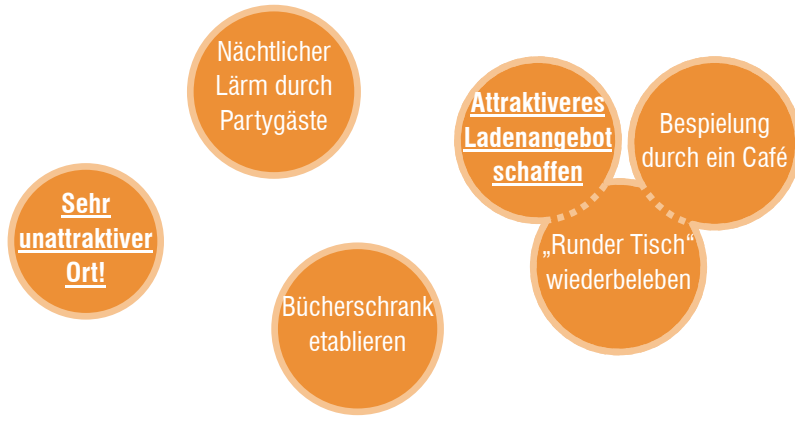 Nächtlicher
Lärm durch
Partygäste
Attraktiveres
Ladenangebot
schaffen
Bespielung
durch ein Café
Sehr
unattraktiver
Ort!
„Runder Tisch“
wiederbeleben
Bücherschrank
etablieren